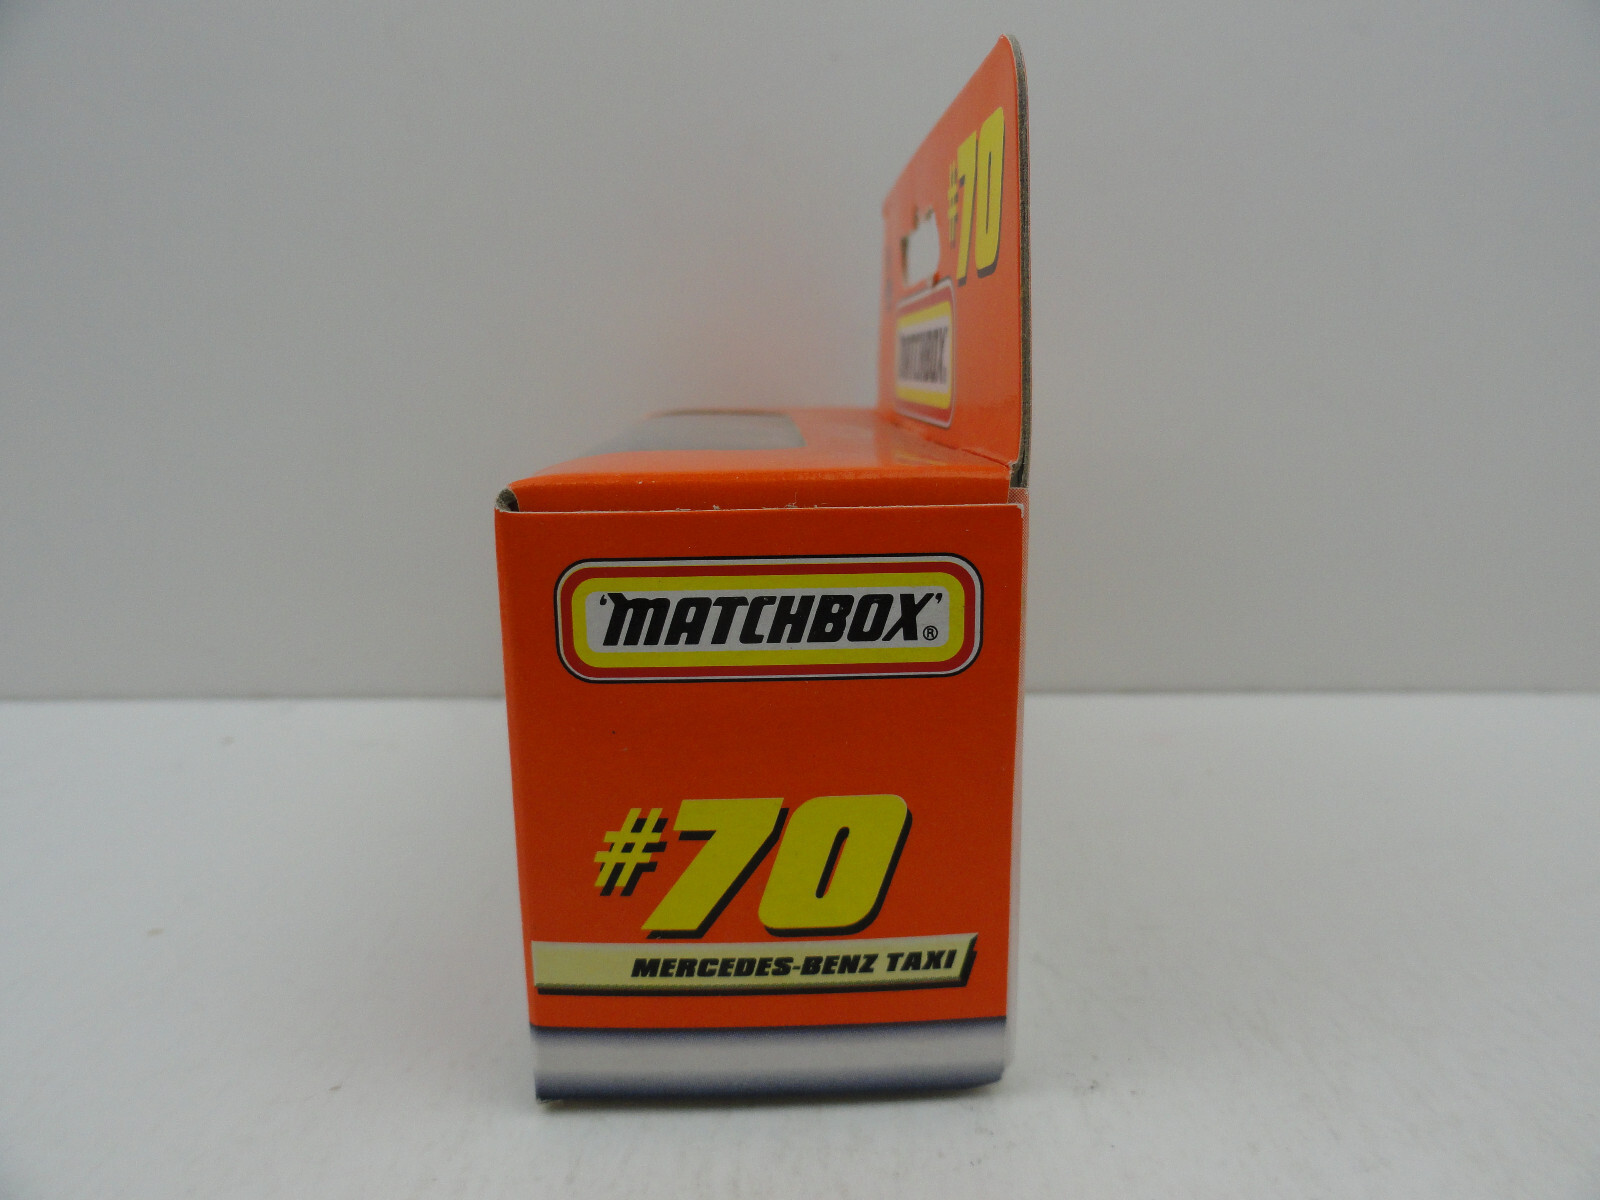 #70
MATCHBOX
'MATCHBOX'®
#70
MERCEDES-BENZ TAXI